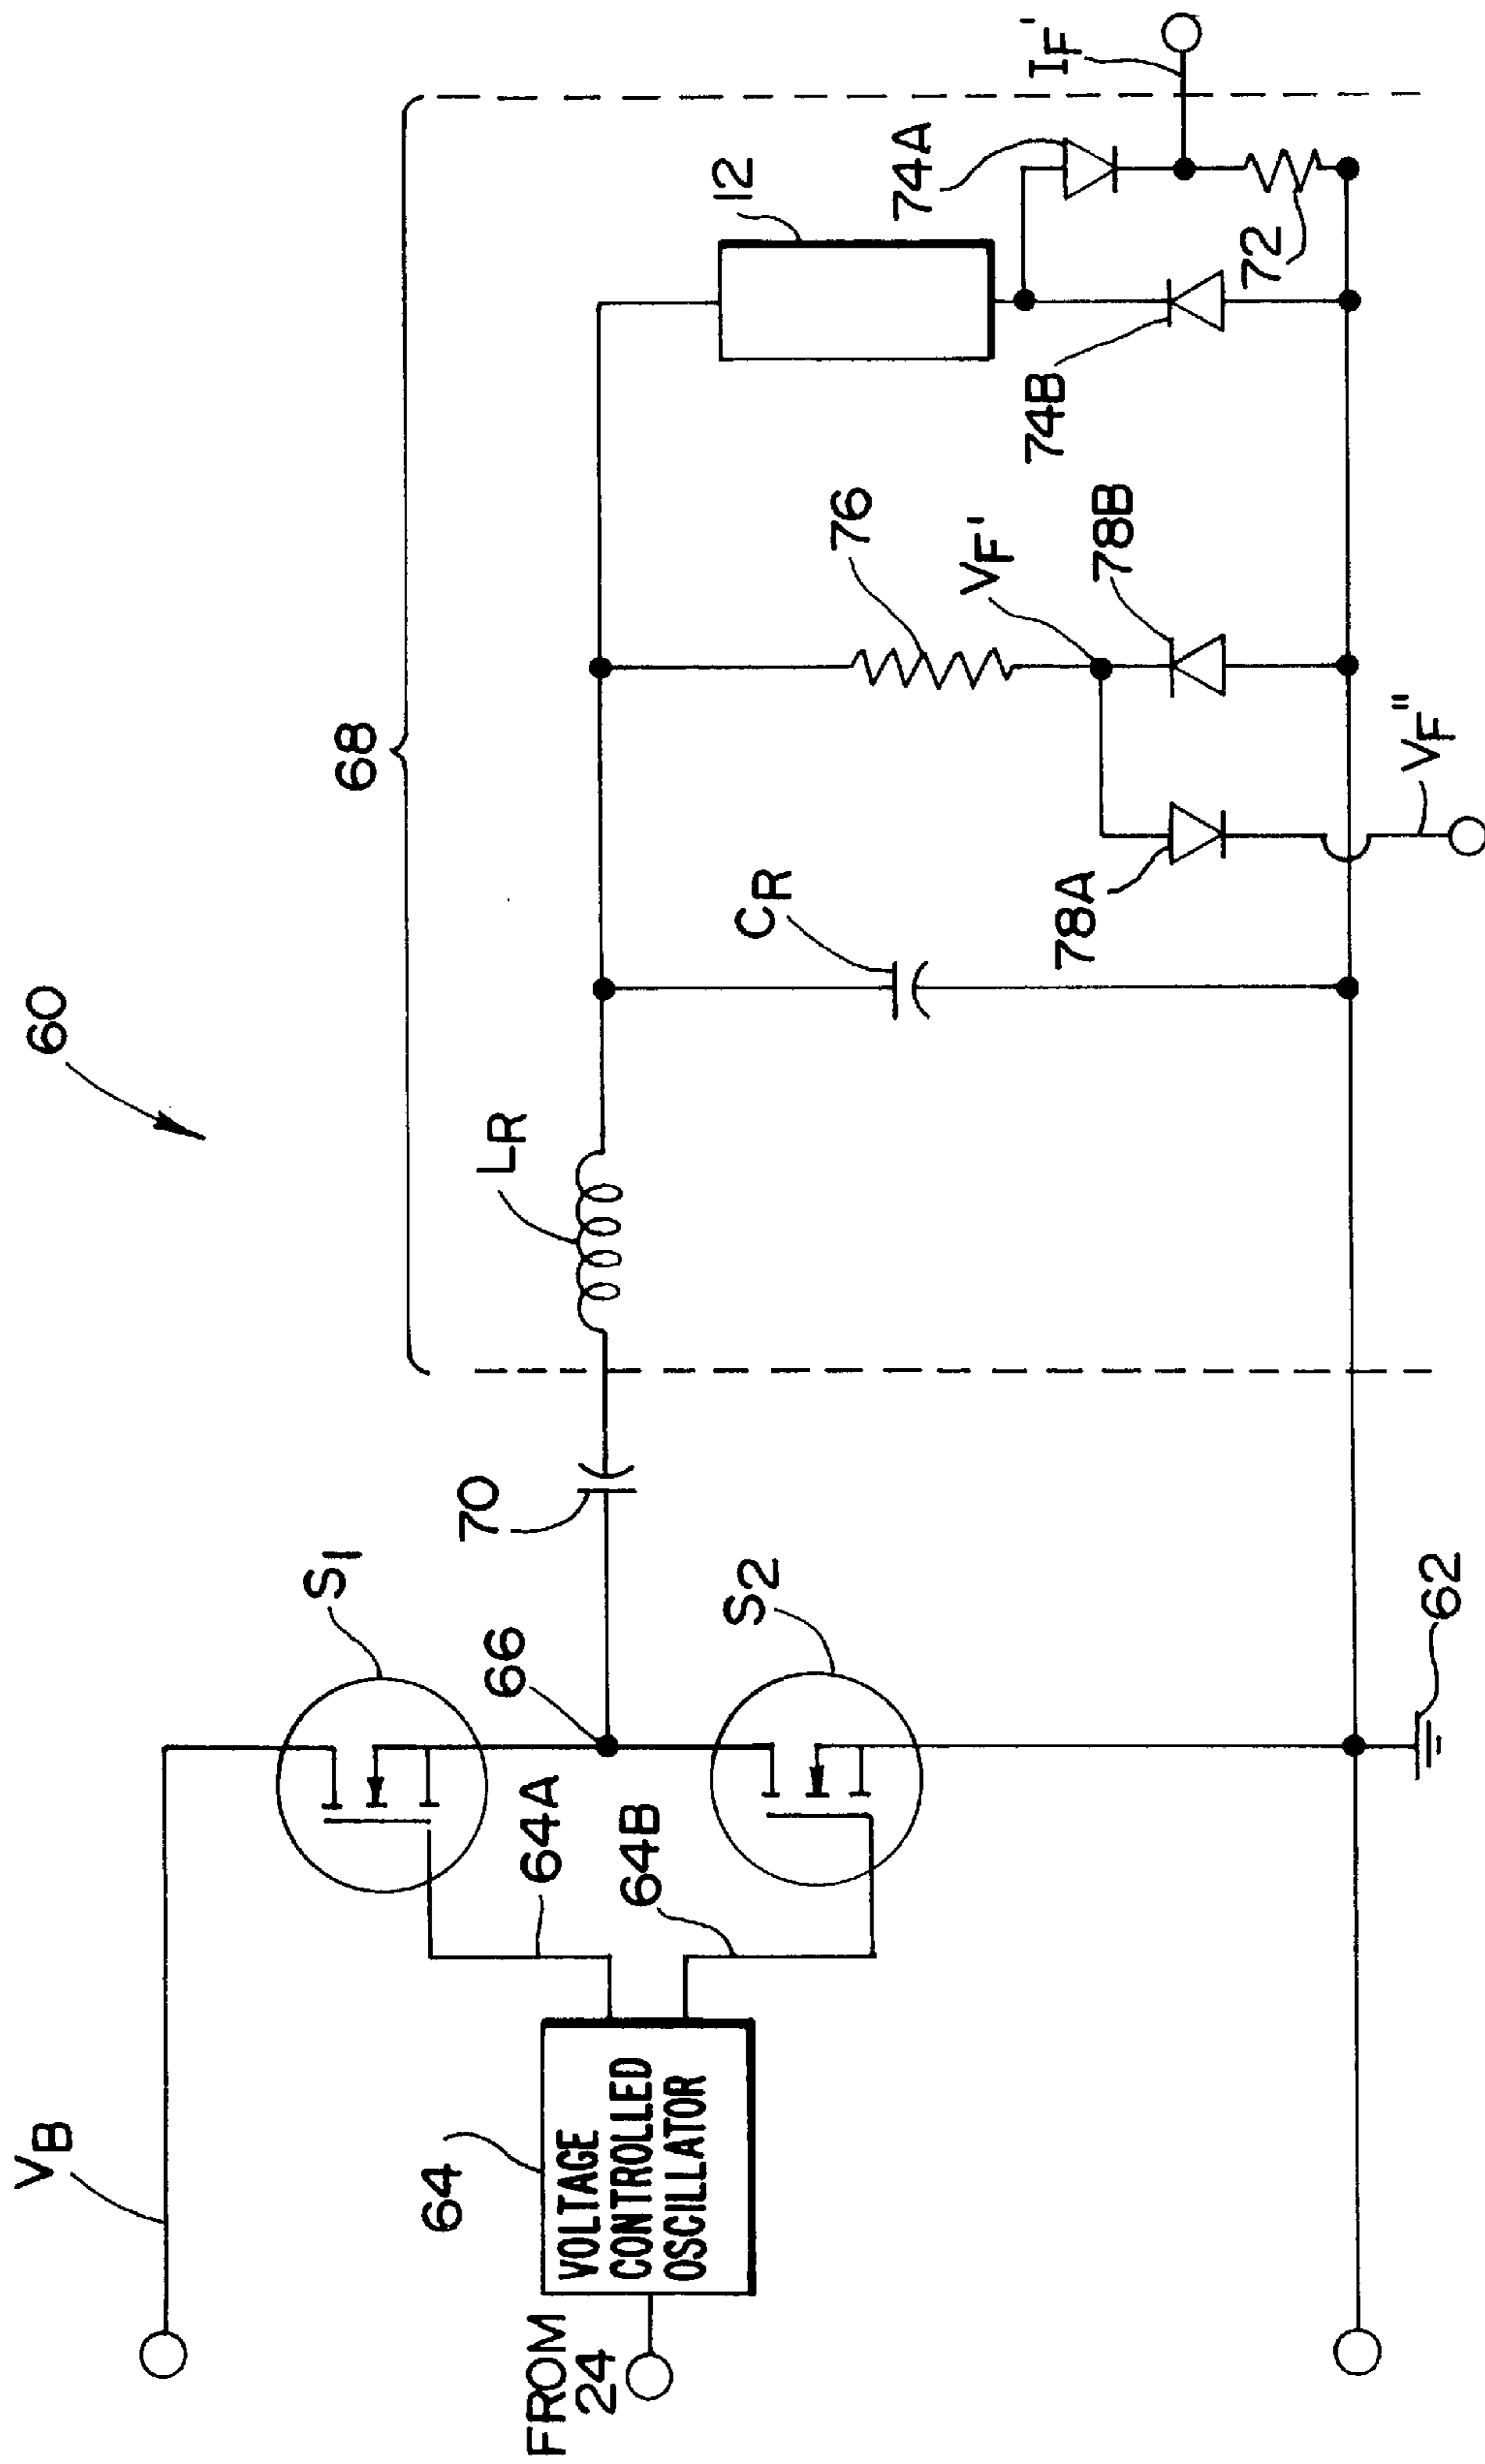 60
68
VB
S1
LR
66
70
CR
76
12
64
VOLTAGE
CONTROLLED
OSCILLATOR
FROM
24
64A
64B
S2
VF'
78A
78B
74A
74B
72
IF'
VF"
62